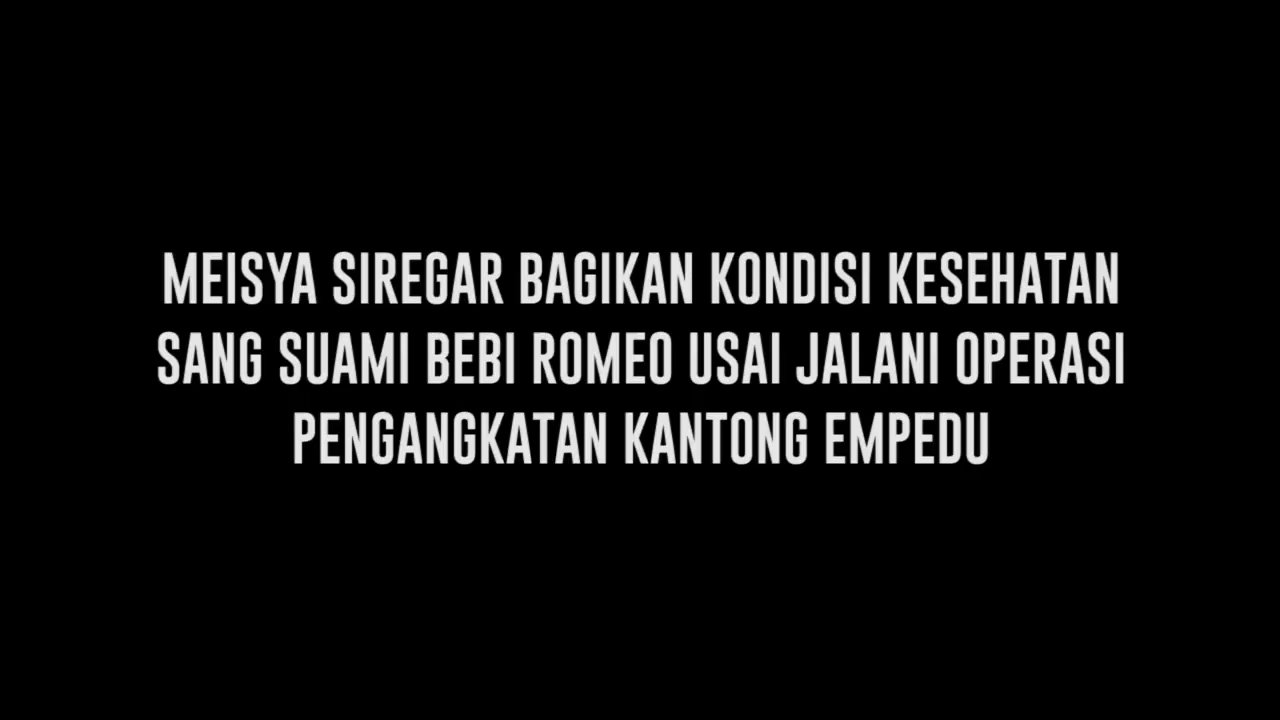 MEISYA SIREGAR BAGIKAN KONDISI KESEHATAN
SANG SUAMI BEBI ROMEO USAI JALANI OPERASI
PENGANGKATAN KANTONG EMPEDU